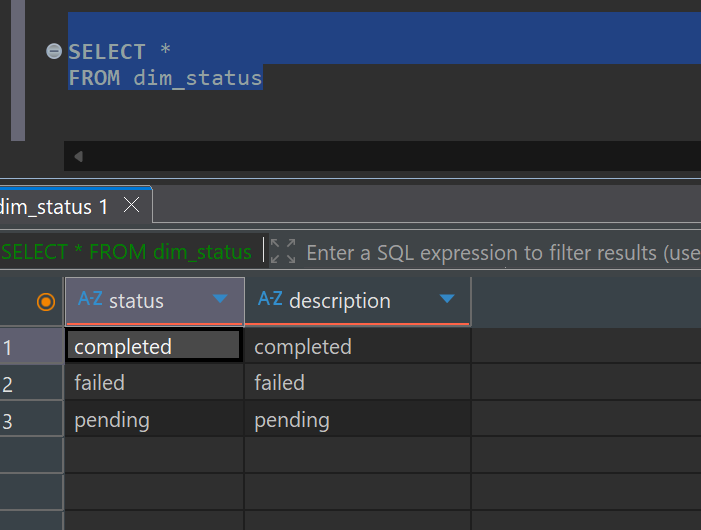 SELECT *
FROM dim_status
dim_status 1
SELECT * FROM dim_status Enter a SQL expression to filter results (use
A-Z status A-Z description
1 completed completed
2 failed failed
3 pending pending